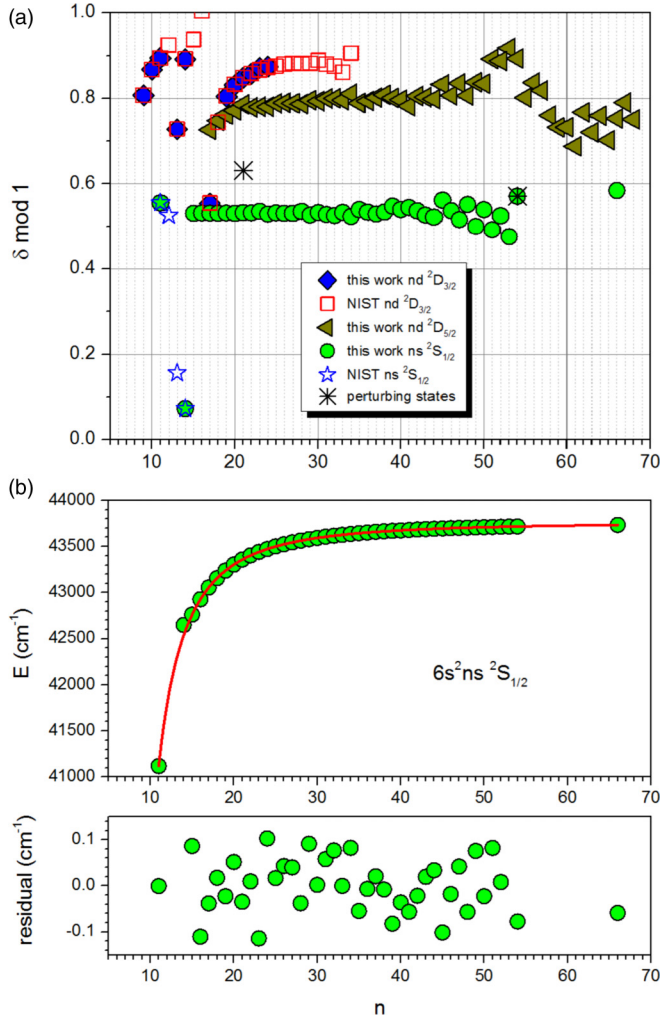 (a)
1.0
0.8
0.6
0.4
0.2
0.0
δ mod 1
this work nd ²D₃/₂
NIST nd ²D₃/₂
this work nd ²D₅/₂
this work ns ²S₁/₂
NIST ns ²S₁/₂
perturbing states
10 20 30 40 50 60 70
(b)
44000
43500
43000
42500
42000
41500
41000
E (cm⁻¹)
6s²ns ²S₁/₂
10 20 30 40 50 60 70
0.1
0.0
-0.1
residual (cm⁻¹)
10 20 30 40 50 60 70
n